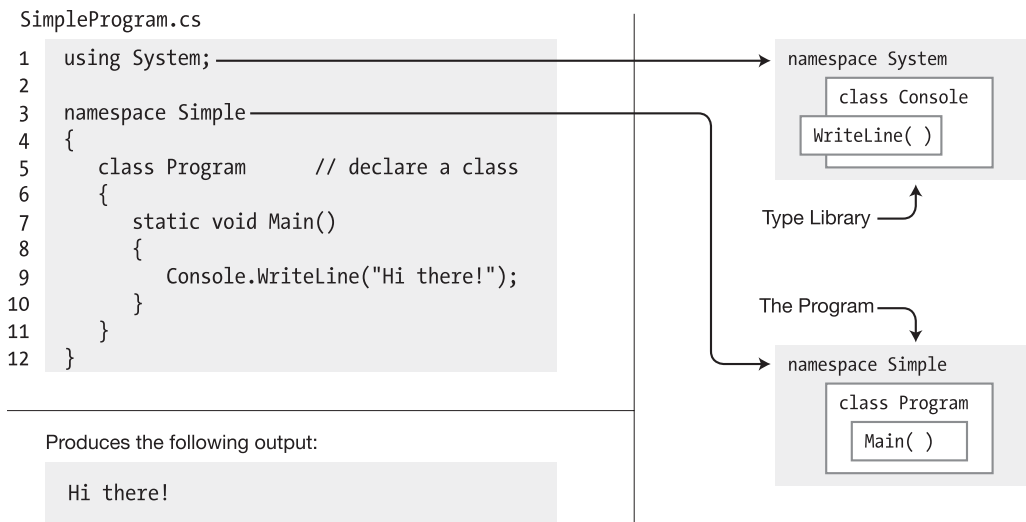 SimpleProgram.cs
1 using System;
2
3 namespace Simple
4 {
5 class Program // declare a class
6 {
7 static void Main()
8 {
9 Console.WriteLine("Hi there!");
10 }
11 }
12 }
Produces the following output:
Hi there!
namespace System
class Console
WriteLine( )
Type Library
The Program
namespace Simple
class Program
Main( )